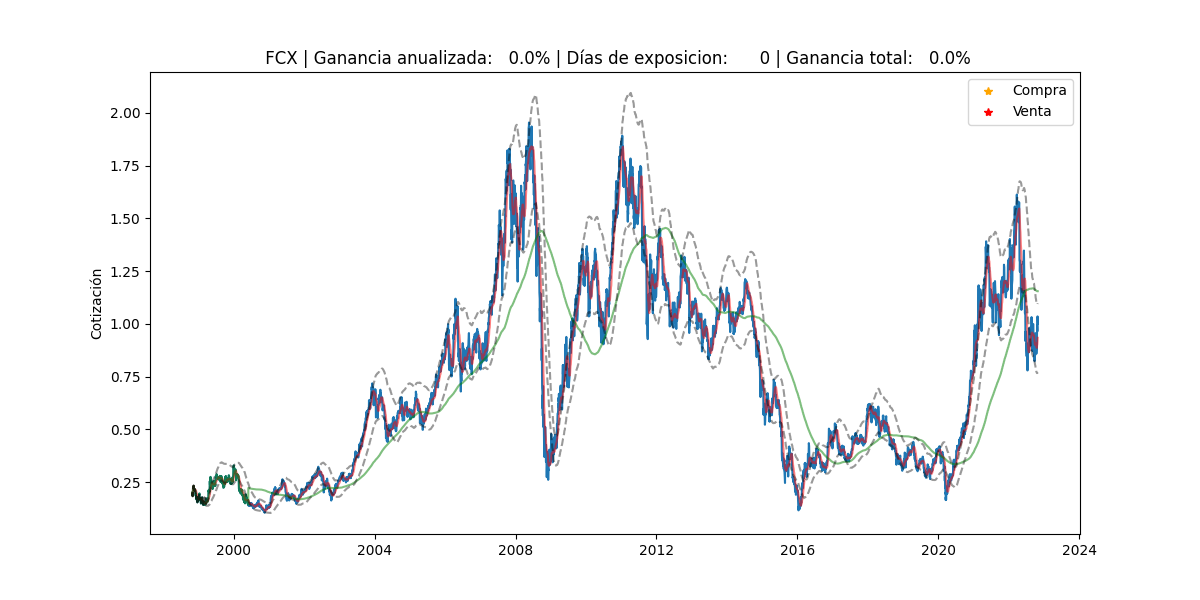 FCX | Ganancia anualizada:   0.0% | Días de exposicion:      0 | Ganancia total:   0.0%
Compra
Venta
Cotización
2.00
1.75
1.50
1.25
1.00
0.75
0.50
0.25
2000 2004 2008 2012 2016 2020 2024